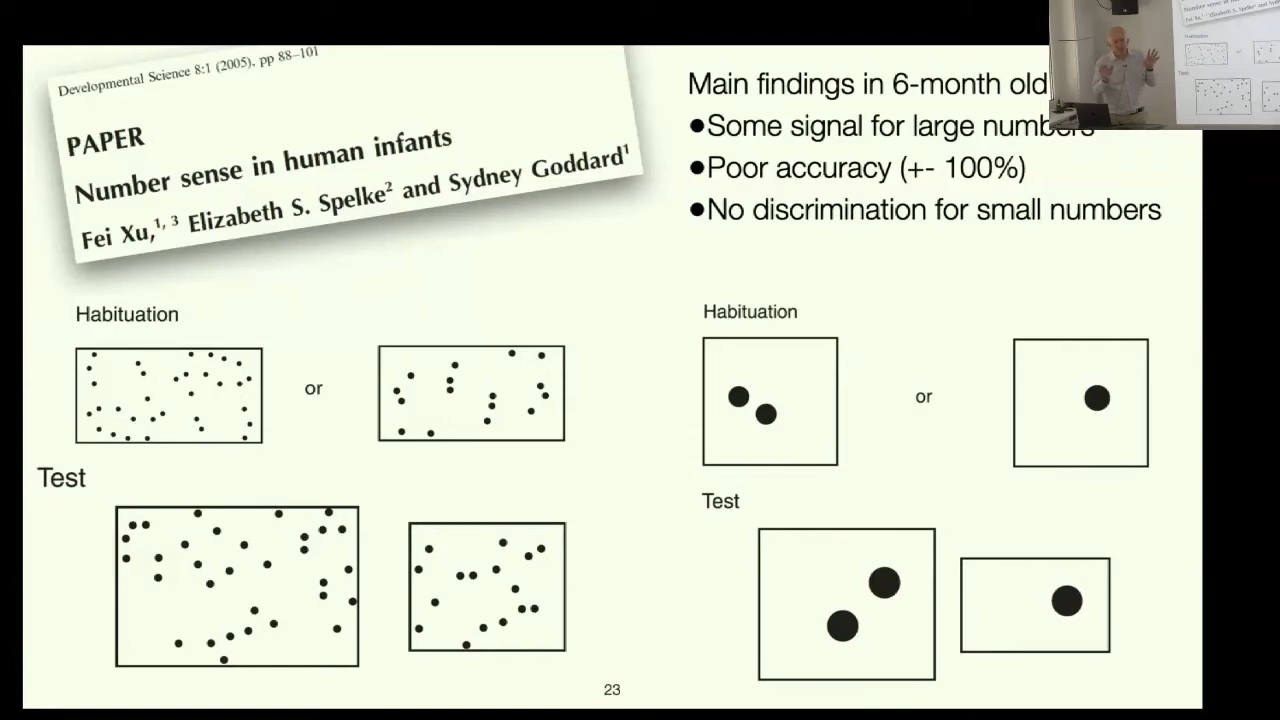 Developmental Science 8:1 (2005), pp 88–101
PAPER
Number sense in human infants
Fei Xu,1, 3 Elizabeth S. Spelke2 and Sydney Goddard1
Main findings in 6-month old
●Some signal for large numbers
●Poor accuracy (+- 100%)
●No discrimination for small numbers
Habituation
or
Test
Habituation
or
Test
23